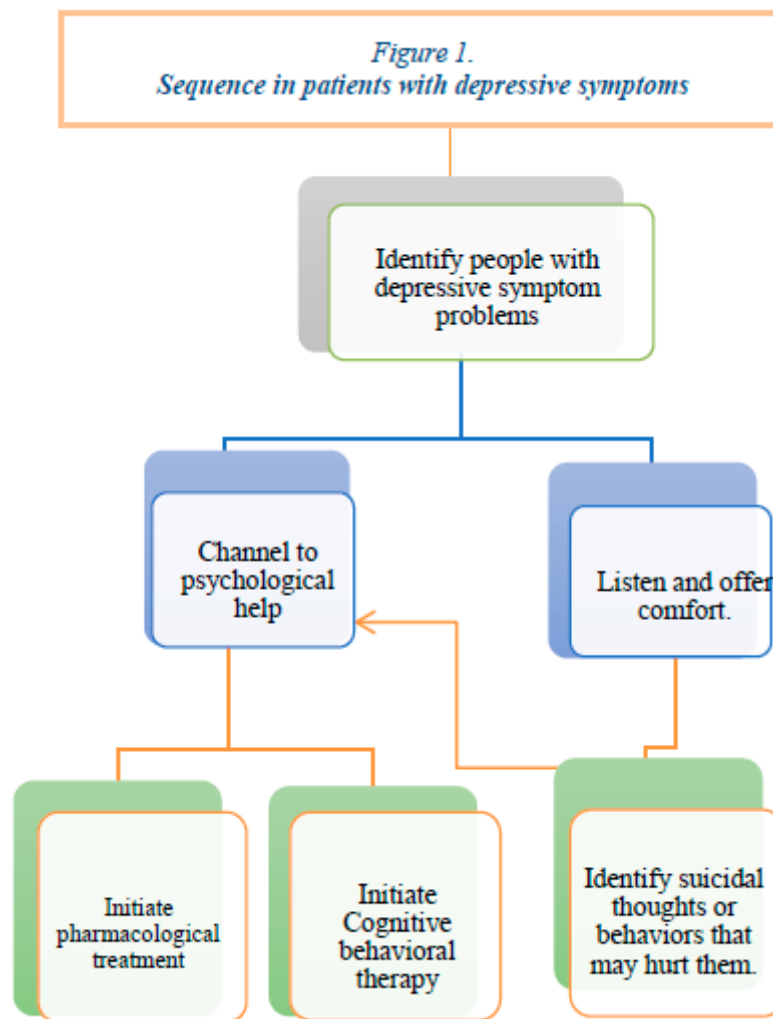 Figure 1.
Sequence in patients with depressive symptoms
Identify people with
depressive symptom
problems
Channel to
psychological
help
Listen and offer
comfort.
Initiate
pharmacological
treatment
Initiate
Cognitive
behavioral
therapy
Identify suicidal
thoughts or
behaviors that
may hurt them.